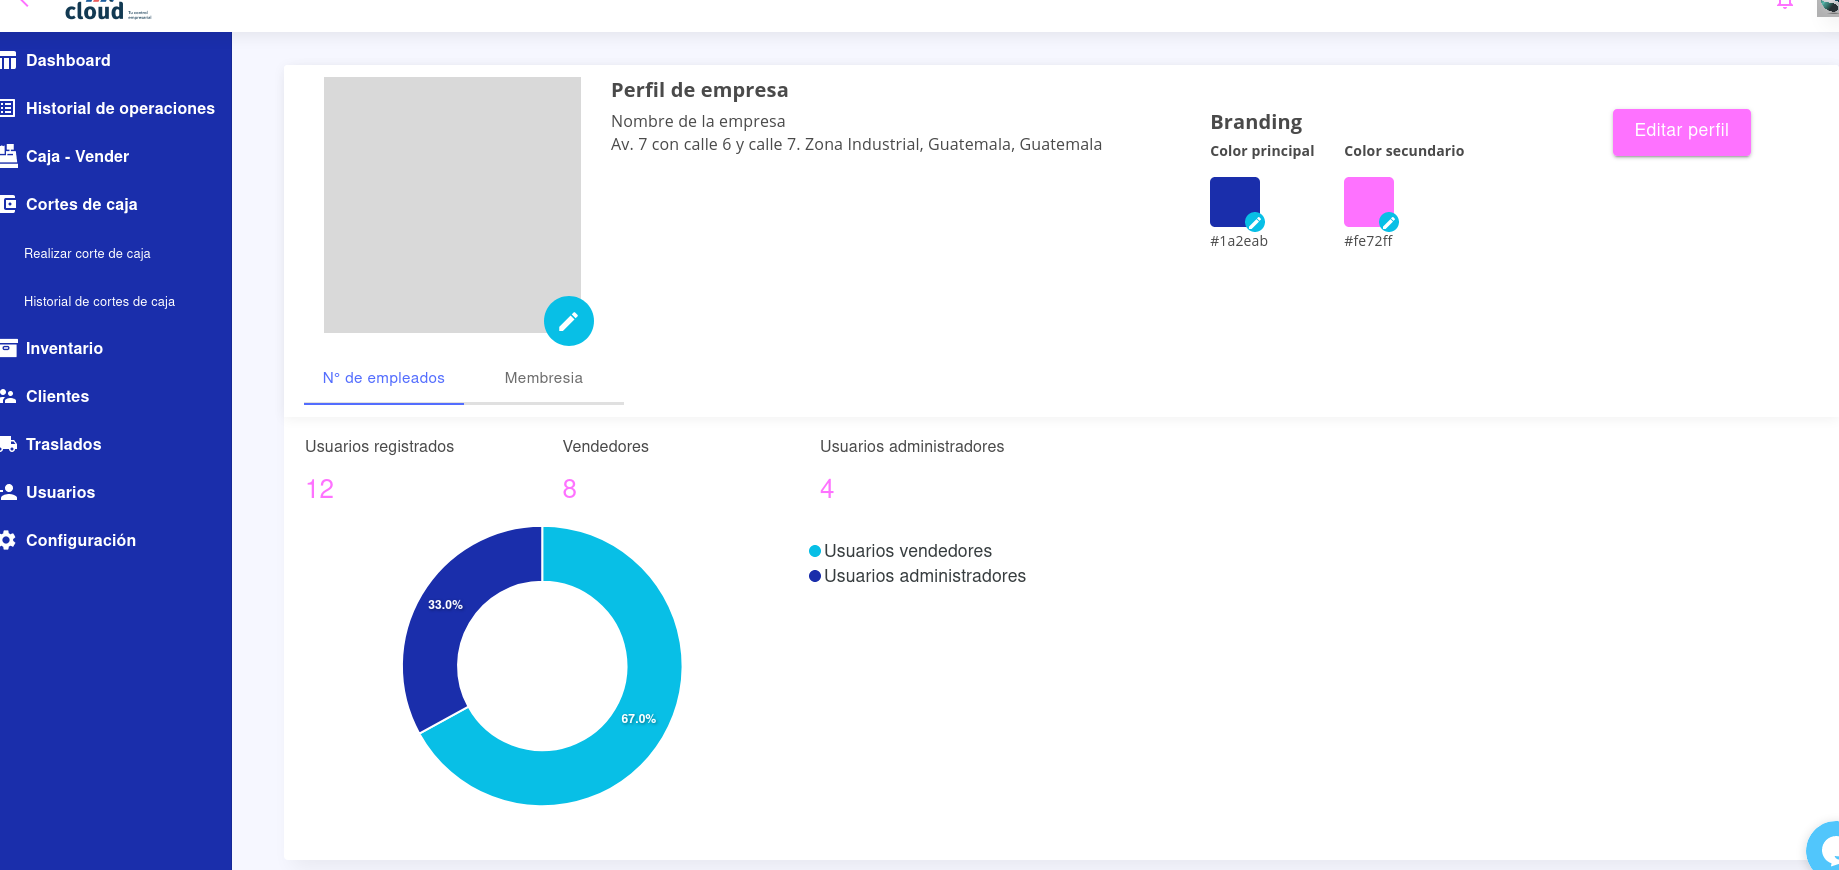 cloud
Tu control
empresarial
Dashboard
Historial de operaciones
Caja - Vender
Cortes de caja
Realizar corte de caja
Historial de cortes de caja
Inventario
Clientes
Traslados
Usuarios
Configuración
Perfil de empresa
Nombre de la empresa
Av. 7 con calle 6 y calle 7. Zona Industrial, Guatemala, Guatemala
Branding
Color principal
Color secundario
#1a2eab
#fe72ff
Editar perfil
N° de empleados
Membresia
Usuarios registrados
Vendedores
Usuarios administradores
12
8
4
33.0%
67.0%
Usuarios vendedores
Usuarios administradores